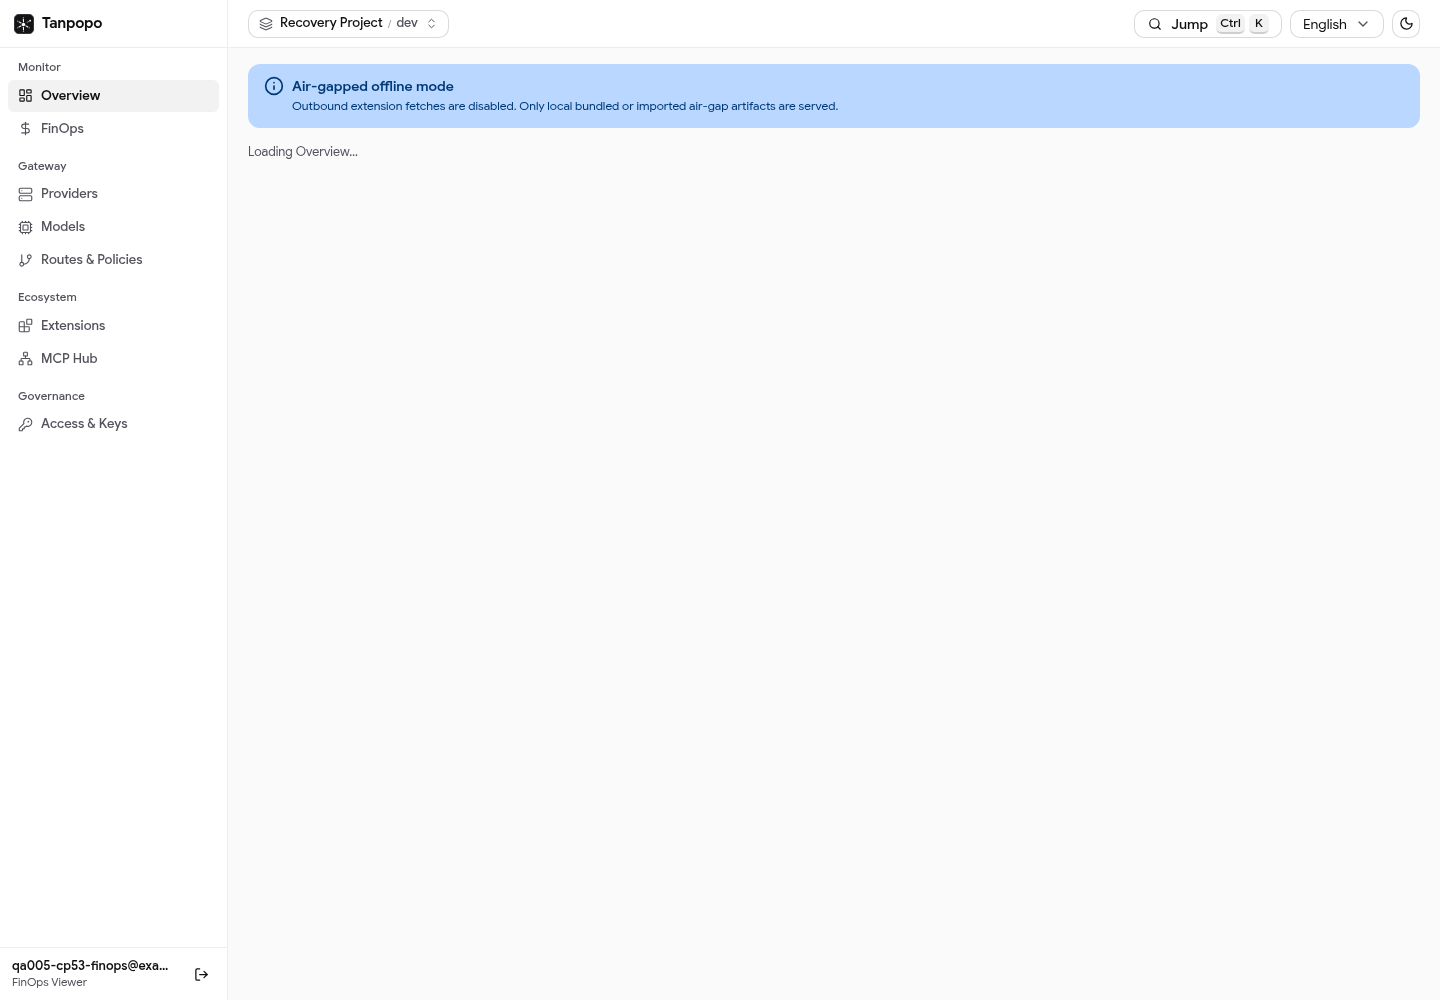 Tanpopo
Recovery Project / dev
Jump Ctrl K
English
Monitor
Overview
FinOps
Gateway
Providers
Models
Routes & Policies
Ecosystem
Extensions
MCP Hub
Governance
Access & Keys
Air-gapped offline mode
Outbound extension fetches are disabled. Only local bundled or imported air-gap artifacts are served.
Loading Overview...
qa005-cp53-finops@exa...
FinOps Viewer